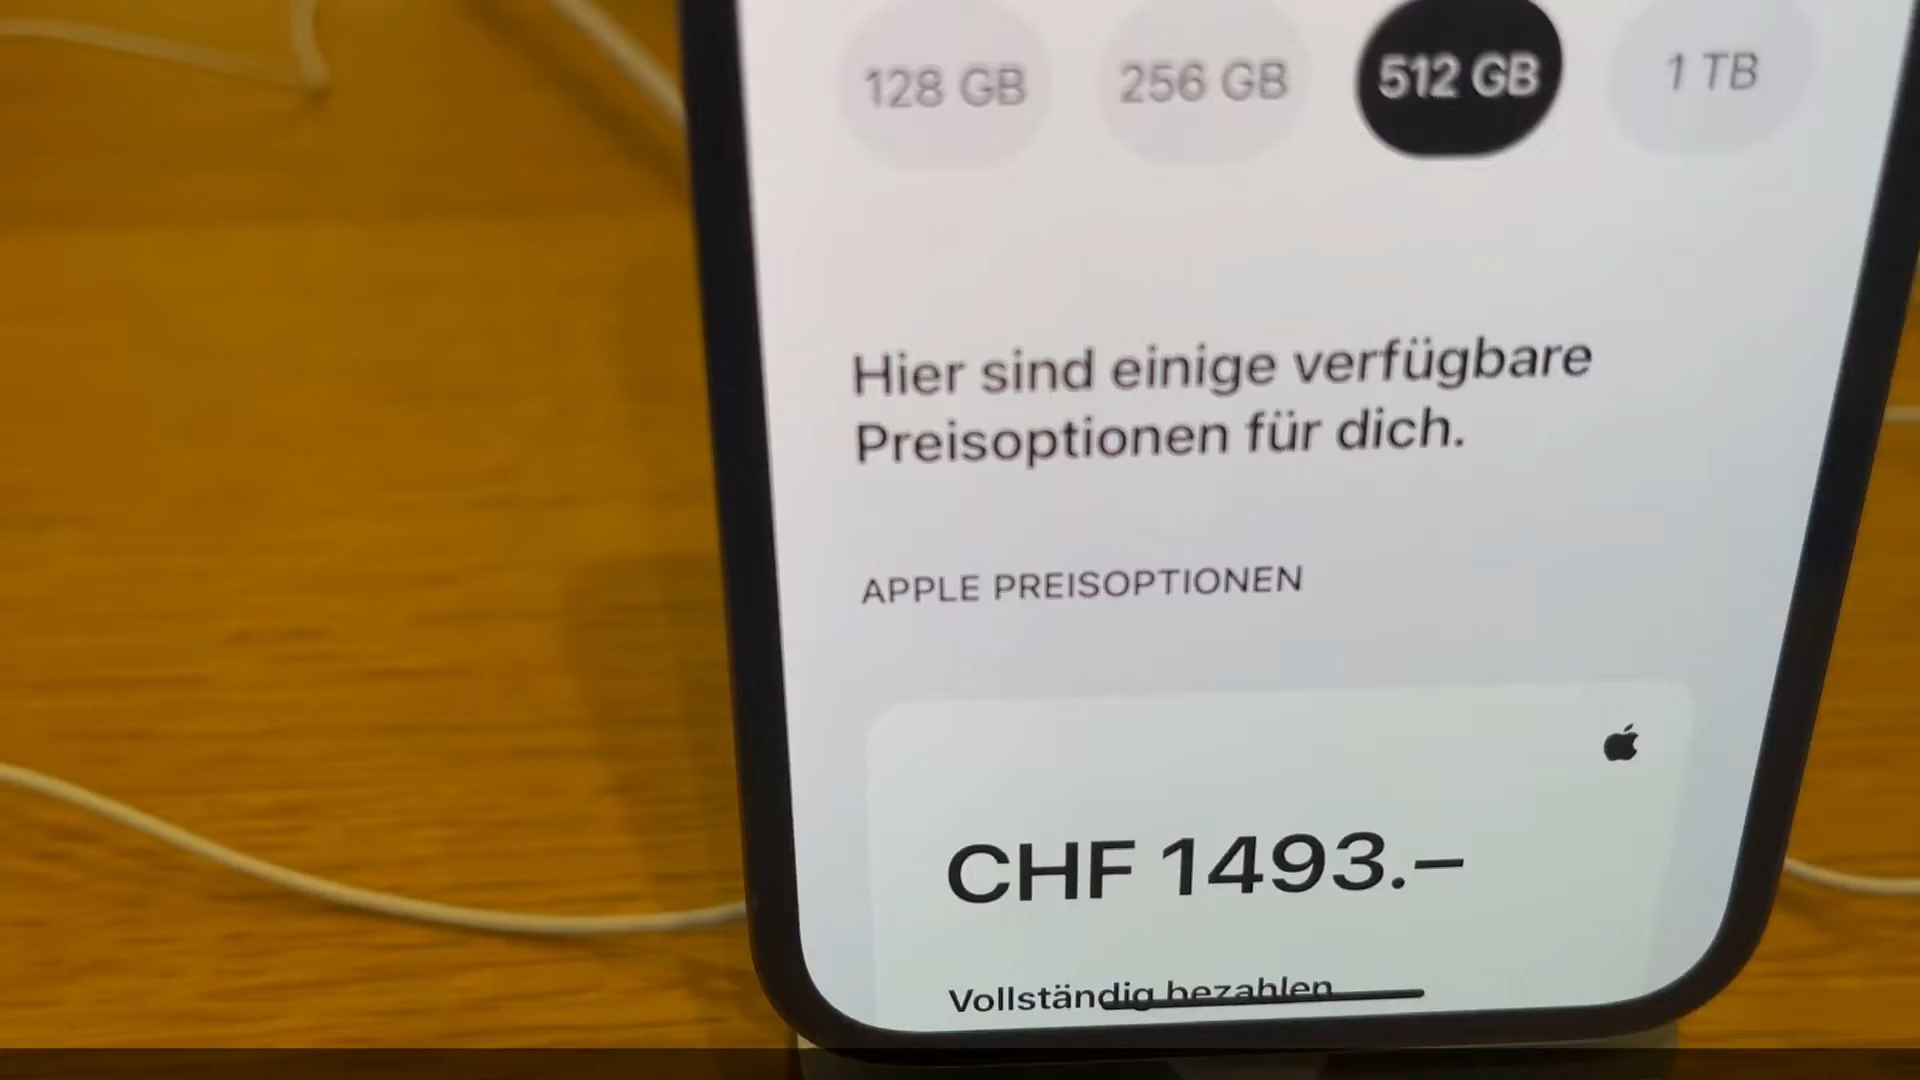 128 GB 256 GB 512 GB 1 TB
Hier sind einige verfügbare
Preisoptionen für dich.
APPLE PREISOPTIONEN
CHF 1493.–
Vollständig bezahlen